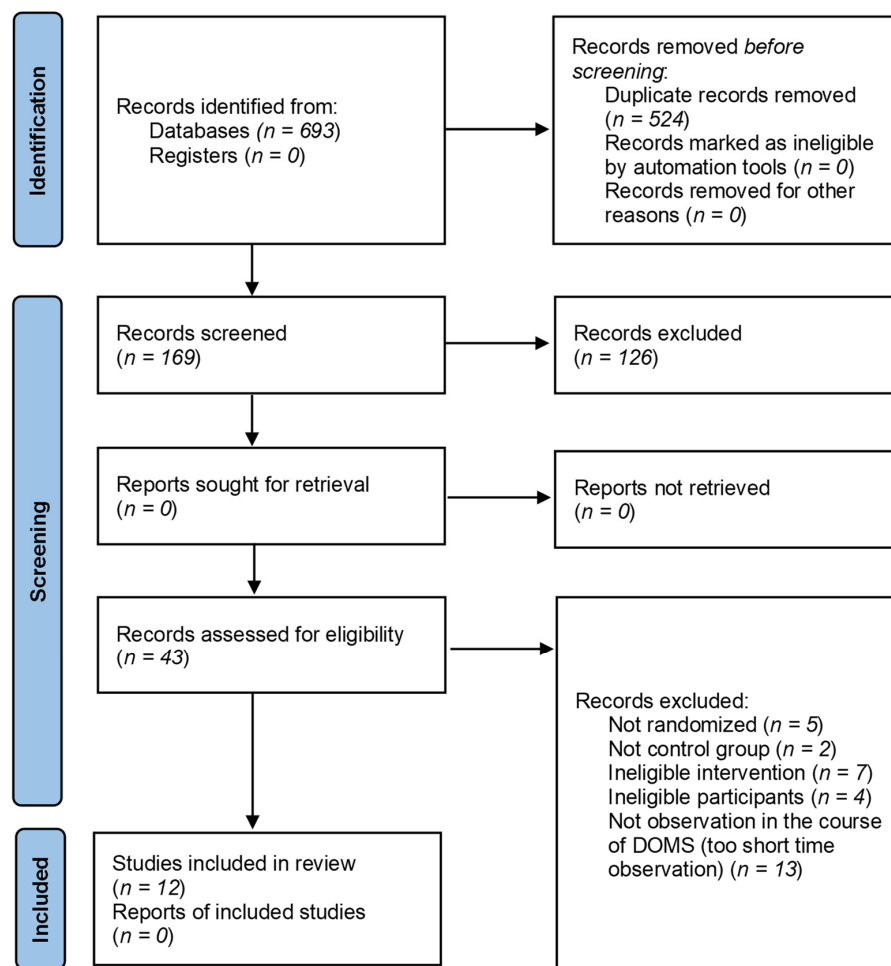 Identification
Records identified from:
Databases (n = 693)
Registers (n = 0)
Records removed before
screening:
Duplicate records removed
(n = 524)
Records marked as ineligible
by automation tools (n = 0)
Records removed for other
reasons (n = 0)
Screening
Records screened
(n = 169)
Records excluded
(n = 126)
Reports sought for retrieval
(n = 0)
Reports not retrieved
(n = 0)
Records assessed for eligibility
(n = 43)
Records excluded:
Not randomized (n = 5)
Not control group (n = 2)
Ineligible intervention (n = 7)
Ineligible participants (n = 4)
Not observation in the course
of DOMS (too short time
observation) (n = 13)
Included
Studies included in review
(n = 12)
Reports of included studies
(n = 0)